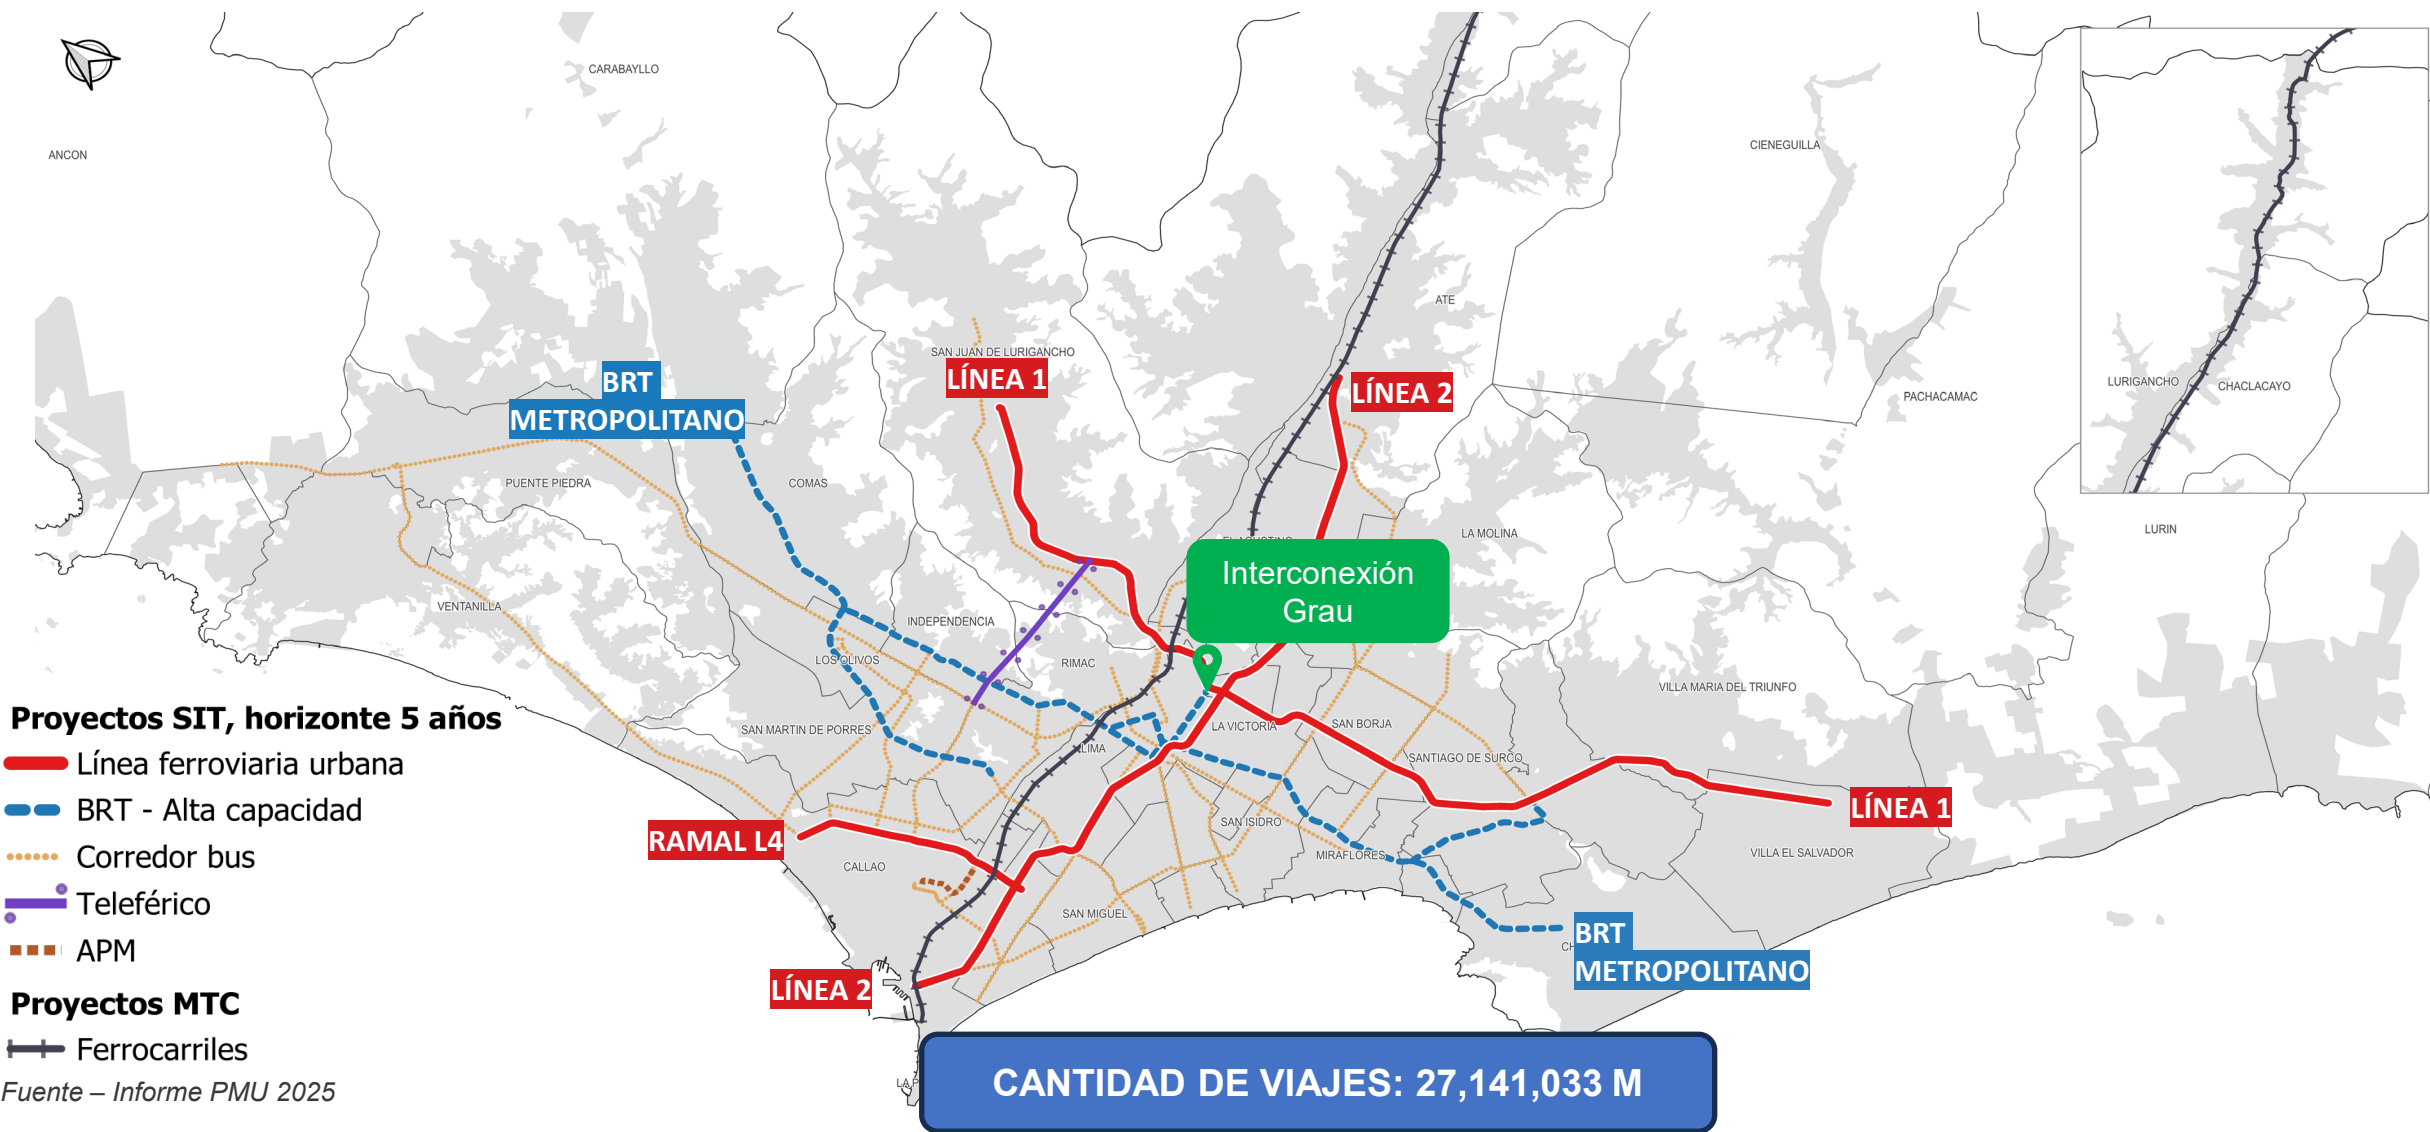 CARABAYLLO
ANCON
CIENEGUILLA
ATE
SAN JUAN DE LURIGANCHO
LÍNEA 1
BRT
METROPOLITANO
LÍNEA 2
LURIGANCHO
CHACLACAYO
PACHACAMAC
PUENTE PIEDRA
COMAS
LURIN
LA MOLINA
Interconexión
Grau
VENTANILLA
INDEPENDENCIA
LOS OLIVOS
RIMAC
VILLA MARIA DEL TRIUNFO
SAN MARTIN DE PORRES
LIMA
LA VICTORIA
SAN BORJA
SANTIAGO DE SURCO
LÍNEA 1
SAN ISIDRO
RAMAL L4
MIRAFLORES
VILLA EL SALVADOR
CALLAO
SAN MIGUEL
BRT
METROPOLITANO
LÍNEA 2
Proyectos SIT, horizonte 5 años
Línea ferroviaria urbana
BRT - Alta capacidad
Corredor bus
Teleférico
APM
Proyectos MTC
Ferrocarriles
Fuente – Informe PMU 2025
CANTIDAD DE VIAJES: 27,141,033 M